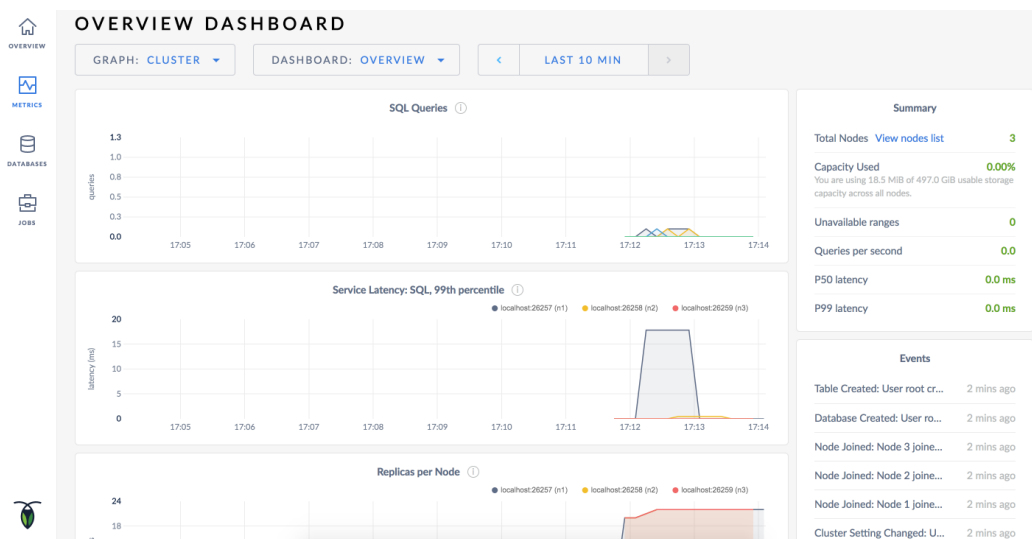 OVERVIEW DASHBOARD
OVERVIEW
METRICS
DATABASES
JOBS
GRAPH: CLUSTER
DASHBOARD: OVERVIEW
LAST 10 MIN
SQL Queries
queries
1.3
1.0
0.8
0.5
0.3
0.0
17:05 17:06 17:07 17:08 17:09 17:10 17:11 17:12 17:13 17:14
Service Latency: SQL, 99th percentile
localhost:26257 (n1) localhost:26258 (n2) localhost:26259 (n3)
latency (ms)
20
15
10
5
0
17:05 17:06 17:07 17:08 17:09 17:10 17:11 17:12 17:13 17:14
Replicas per Node
localhost:26257 (n1) localhost:26258 (n2) localhost:26259 (n3)
24
18
Summary
Total Nodes View nodes list 3
Capacity Used 0.00%
You are using 18.5 MiB of 497.0 GiB usable storage
capacity across all nodes.
Unavailable ranges 0
Queries per second 0.0
P50 latency 0.0 ms
P99 latency 0.0 ms
Events
Table Created: User root cr... 2 mins ago
Database Created: User ro... 2 mins ago
Node Joined: Node 3 joine... 2 mins ago
Node Joined: Node 2 joine... 2 mins ago
Node Joined: Node 1 joine... 2 mins ago
Cluster Setting Changed: U... 2 mins ago